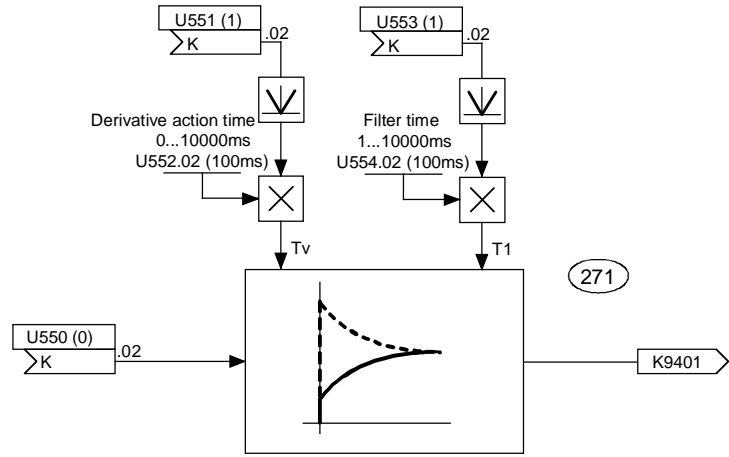 U551 (1)
K
.02
U553 (1)
K
.02
Derivative action time
0...10000ms
U552.02 (100ms)
Filter time
1...10000ms
U554.02 (100ms)
Tv
T1
271
U550 (0)
K
.02
K9401